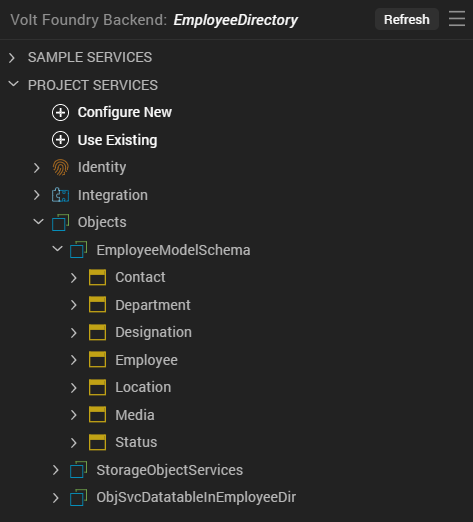 Volt Foundry Backend: EmployeeDirectory Refresh
SAMPLE SERVICES
PROJECT SERVICES
Configure New
Use Existing
Identity
Integration
Objects
EmployeeModelSchema
Contact
Department
Designation
Employee
Location
Media
Status
StorageObjectServices
ObjSvcDatatableInEmployeeDir